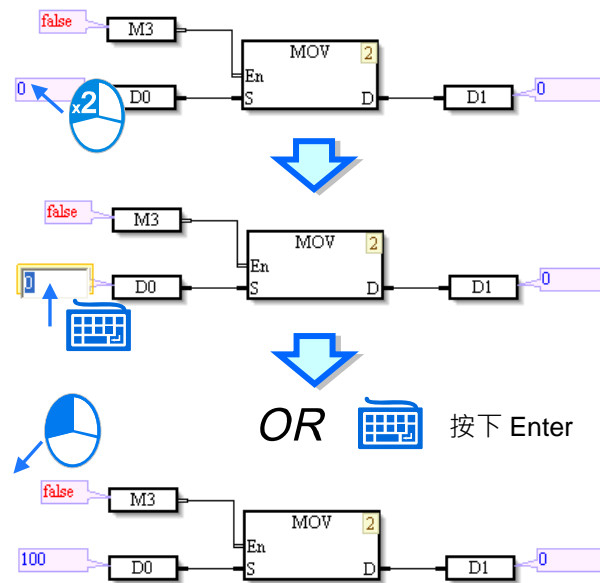 false
M3
MOV 2
En
0 x2 D0 S D D1 0
false
M3
MOV 2
En
0 D0 S D D1 0
OR 按下 Enter
false
M3
MOV 2
En
100 D0 S D D1 0